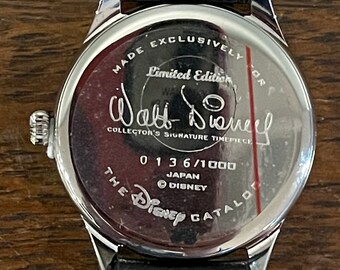 MADE EXCLUSIVELY FOR
Limited Edition
Walt Disney
COLLECTOR'S SIGNATURE TIMEPIECE
0136/1000
JAPAN
© DISNEY
THE Disney CATALOG